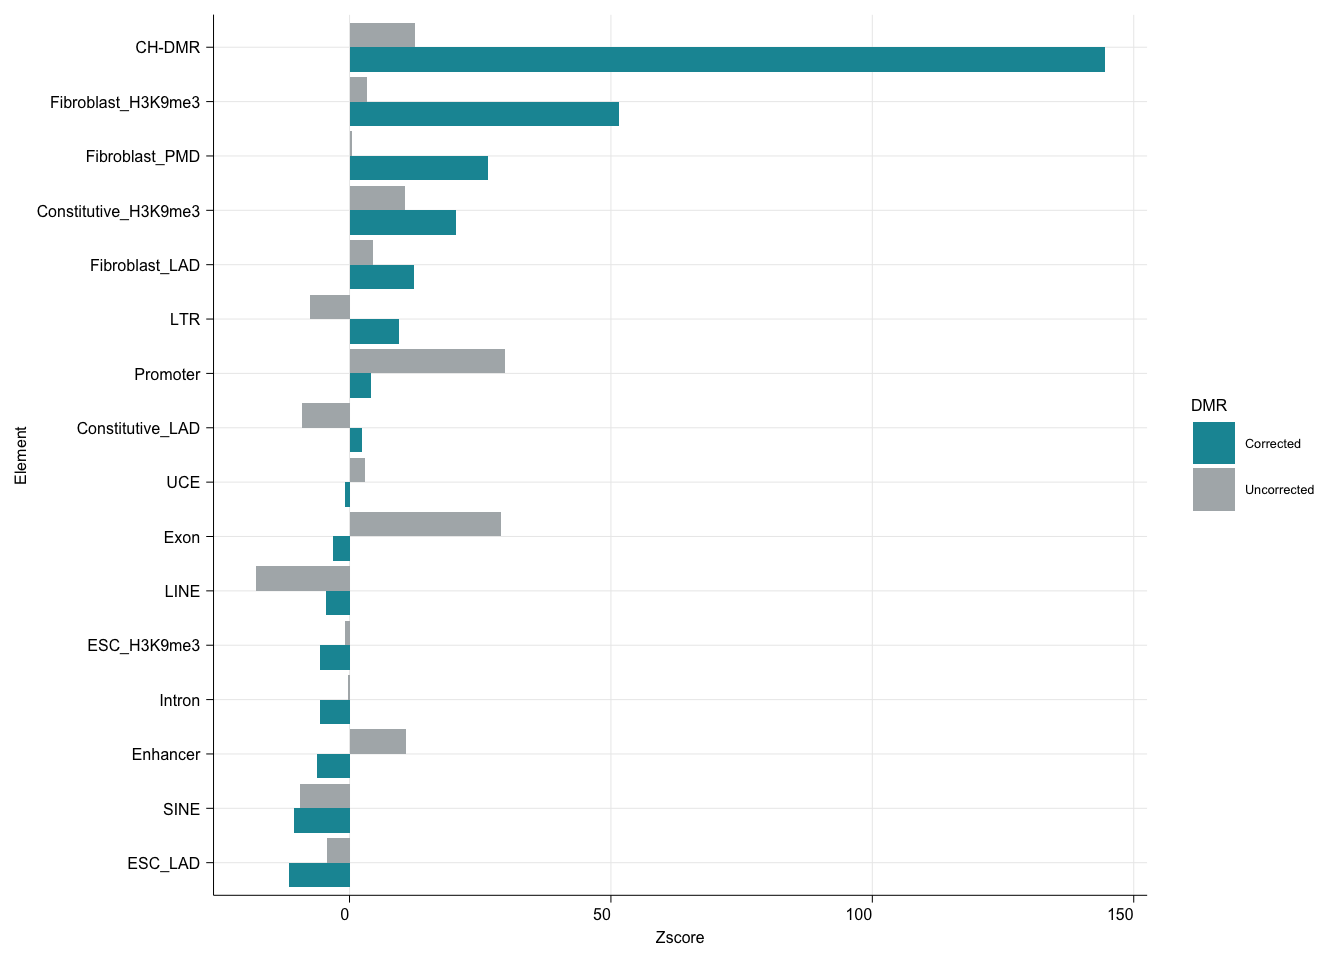 CH-DMR
Fibroblast_H3K9me3
Fibroblast_PMD
Constitutive_H3K9me3
Fibroblast_LAD
LTR
Promoter
Constitutive_LAD
UCE
Exon
LINE
ESC_H3K9me3
Intron
Enhancer
SINE
ESC_LAD
Element
0 50 100 150
Zscore
DMR
Corrected
Uncorrected